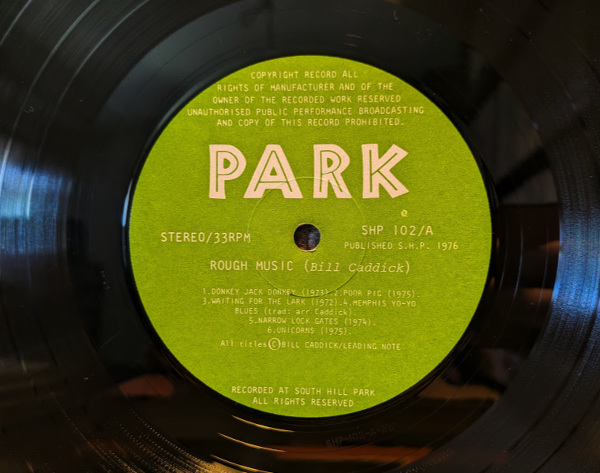 COPYRIGHT RECORD ALL
RIGHTS OF MANUFACTURER AND OF THE
OWNER OF THE RECORDED WORK RESERVED
UNAUTHORISED PUBLIC PERFORMANCE BROADCASTING
AND COPY OF THIS RECORD PROHIBITED.
PARK
STEREO/33RPM
SHP 102/A
PUBLISHED S.H.P. 1976
ROUGH MUSIC (Bill Caddick)
1.DONKEY JACK DONKEY (1973).2.POOR PIG (1975).
3.WAITING FOR THE LARK (1972).4.MEMPHIS YO-YO
BLUES (trad: arr Caddick).
5.NARROW LOCK GATES (1974).
6.UNICORNS (1975).
All titles©BILL CADDICK/LEADING NOTE
RECORDED AT SOUTH HILL PARK
ALL RIGHTS RESERVED